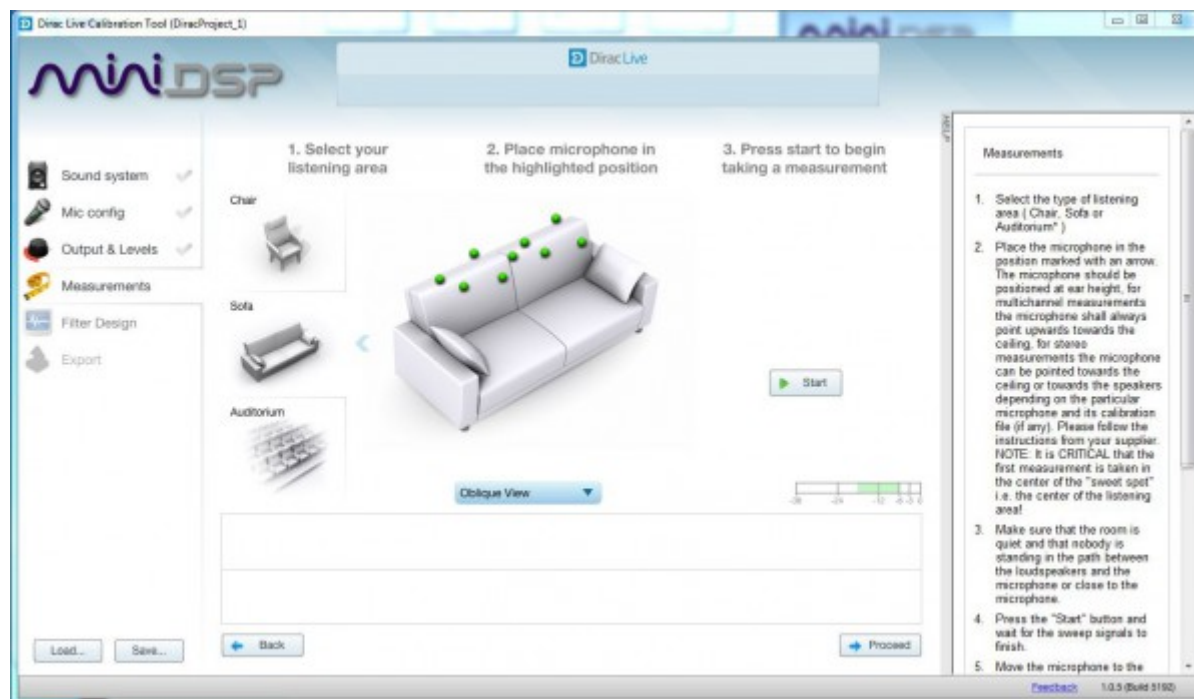 Dirac Live Calibration Tool (DiracProject_1)
mini DSP
Dirac Live
Sound system
Mic config
Output & Levels
Measurements
Filter Design
Export
1. Select your
listening area
2. Place microphone in
the highlighted position
3. Press start to begin
taking a measurement
Chair
Sofa
Auditorium
Start
Oblique View
-36 -24 -12 -6 -3 0
Load...
Save...
Back
Proceed
HELP
Measurements
1. Select the type of listening
area ( Chair, Sofa or
Auditorium* )
2. Place the microphone in the
position marked with an arrow.
The microphone should be
positioned at ear height, for
multichannel measurements
the microphone shall always
point upwards towards the
ceiling, for stereo
measurements the microphone
can be pointed towards the
ceiling or towards the speakers
depending on the particular
microphone and its calibration
file (if any). Please follow the
instructions from your supplier.
NOTE: It is CRITICAL that the
first measurement is taken in
the center of the "sweet spot"
i.e. the center of the listening
area!
3. Make sure that the room is
quiet and that nobody is
standing in the path between
the loudspeakers and the
microphone or close to the
microphone.
4. Press the "Start" button and
wait for the sweep signals to
finish.
5. Move the microphone to the
Feedback
1.0.5 (Build 5192)